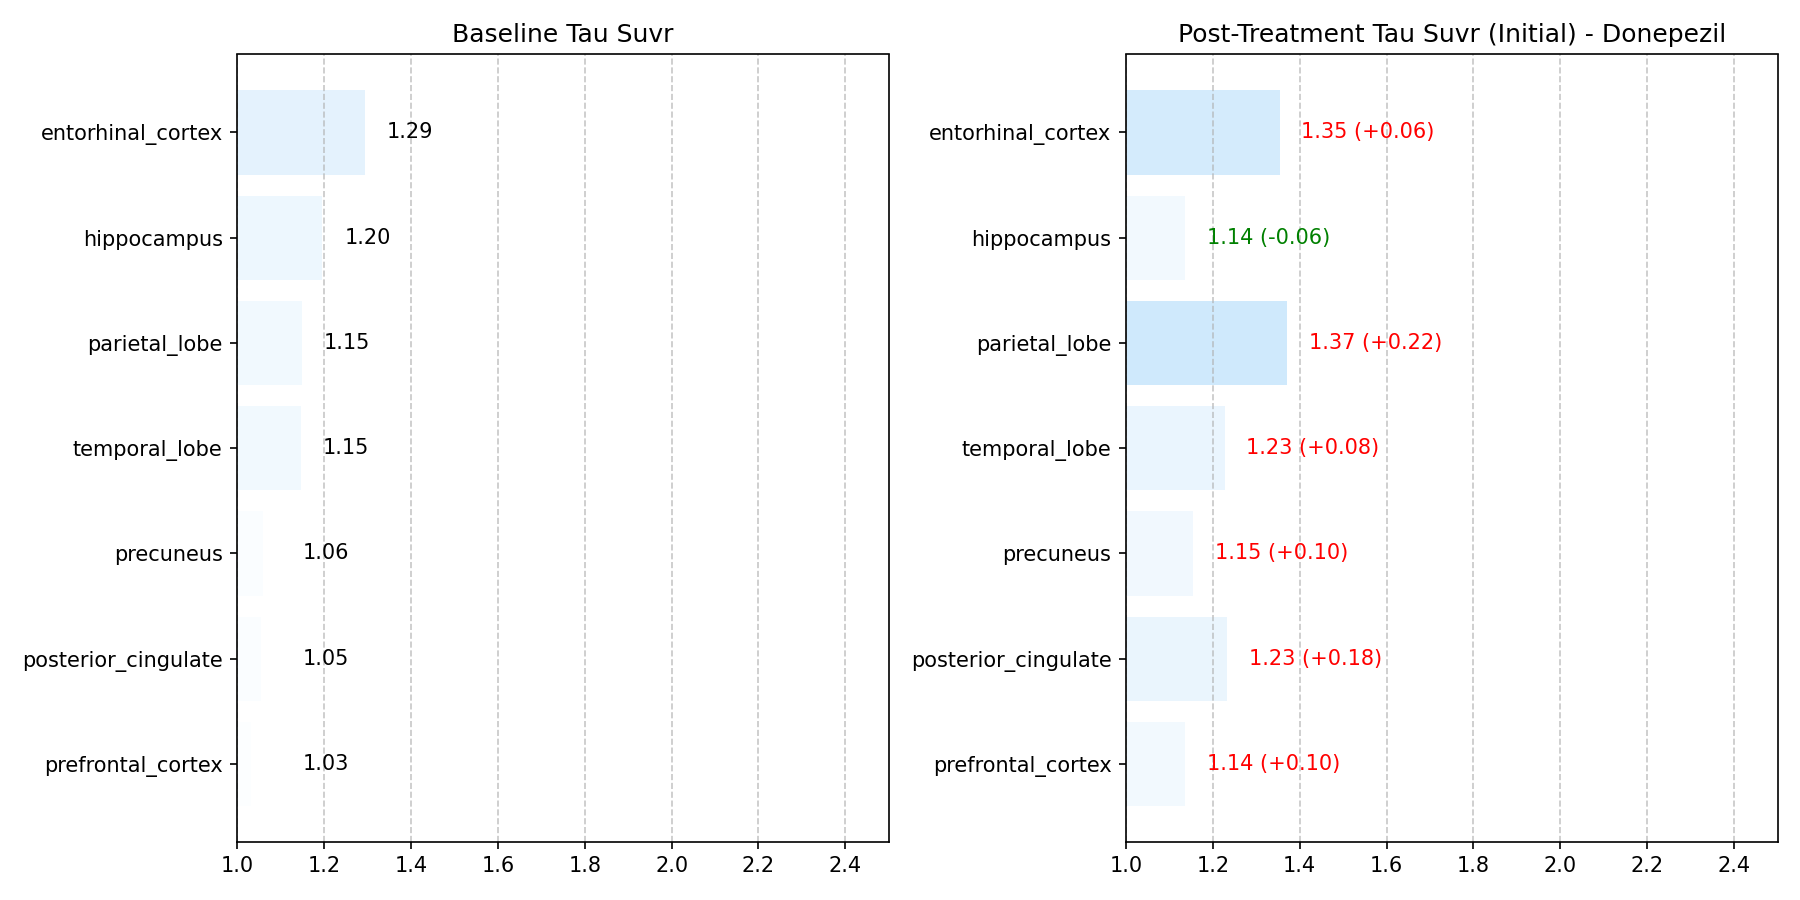 Baseline Tau Suvr
entorhinal_cortex
1.29
hippocampus
1.20
parietal_lobe
1.15
temporal_lobe
1.15
precuneus
1.06
posterior_cingulate
1.05
prefrontal_cortex
1.03
1.0 1.2 1.4 1.6 1.8 2.0 2.2 2.4
Post-Treatment Tau Suvr (Initial) - Donepezil
entorhinal_cortex
1.35 (+0.06)
hippocampus
1.14 (-0.06)
parietal_lobe
1.37 (+0.22)
temporal_lobe
1.23 (+0.08)
precuneus
1.15 (+0.10)
posterior_cingulate
1.23 (+0.18)
prefrontal_cortex
1.14 (+0.10)
1.0 1.2 1.4 1.6 1.8 2.0 2.2 2.4